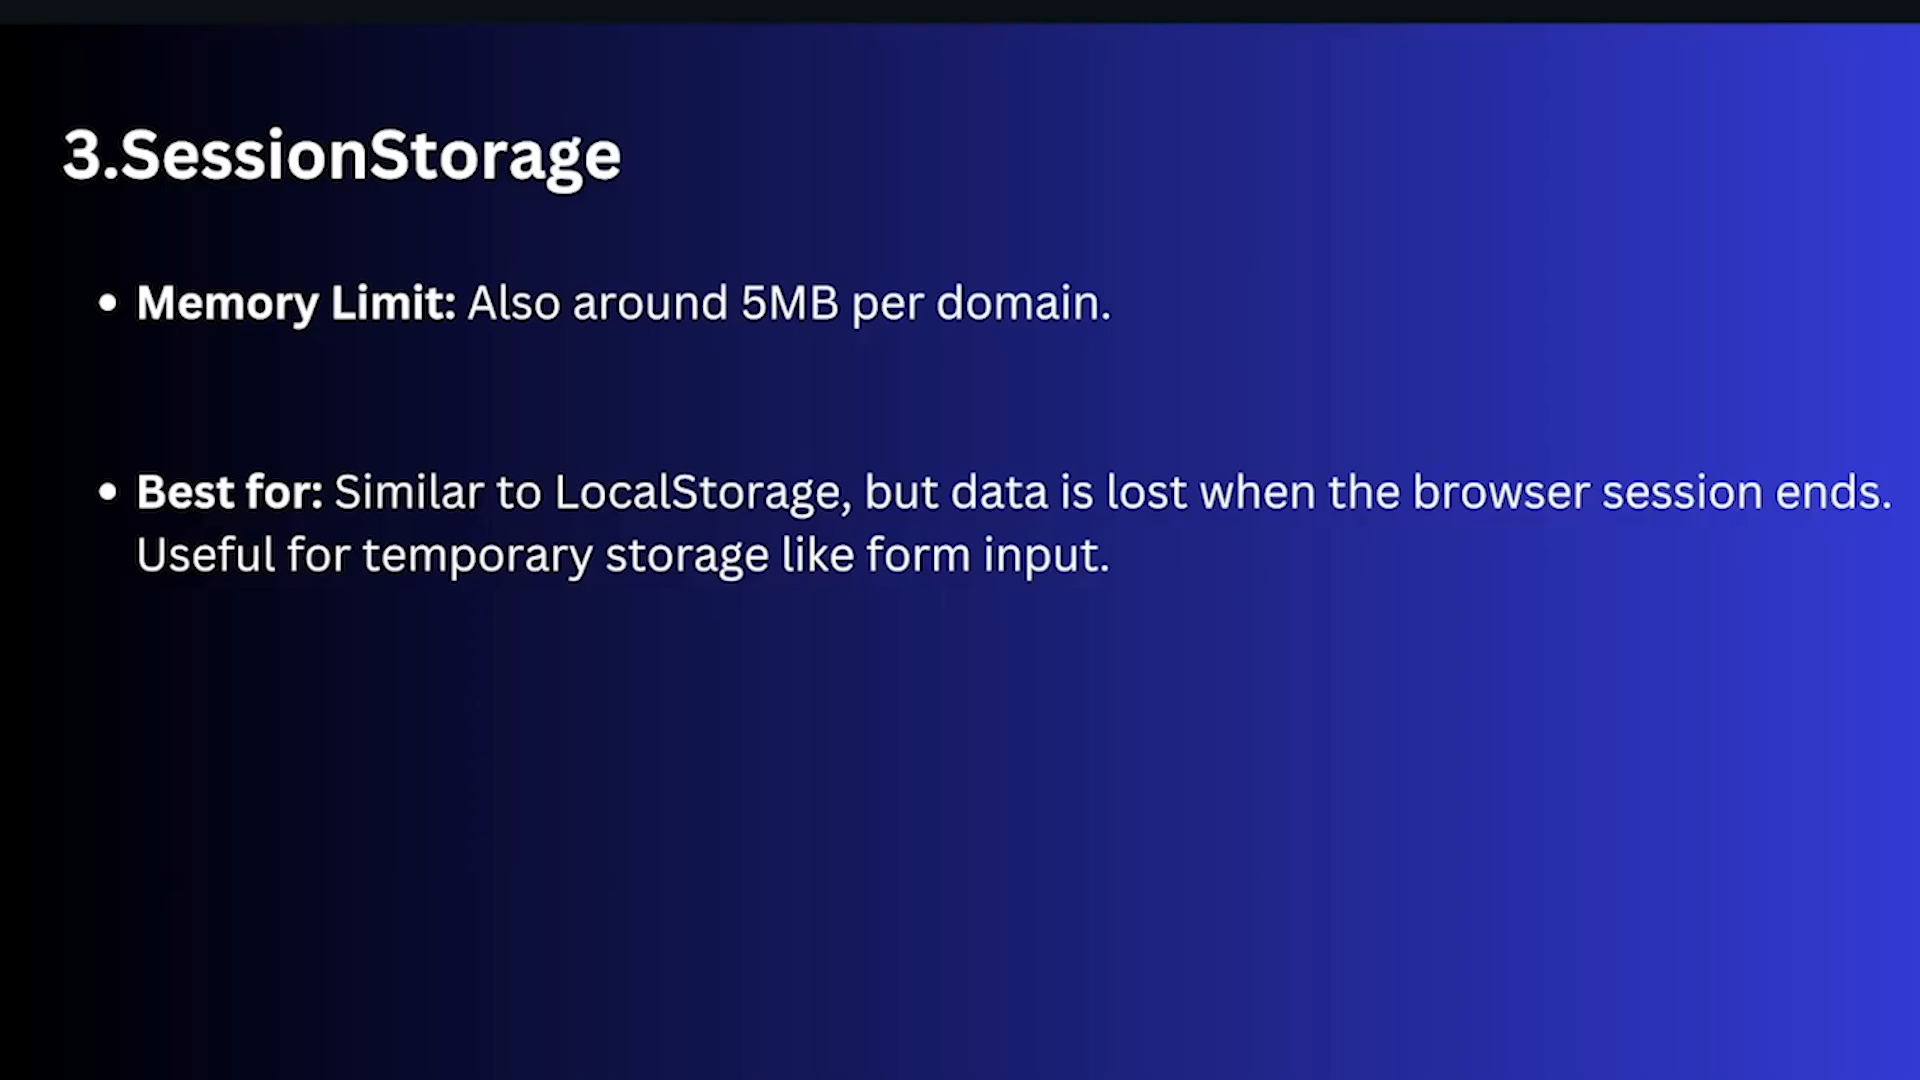 3.SessionStorage
• Memory Limit: Also around 5MB per domain.
• Best for: Similar to LocalStorage, but data is lost when the browser session ends.
Useful for temporary storage like form input.